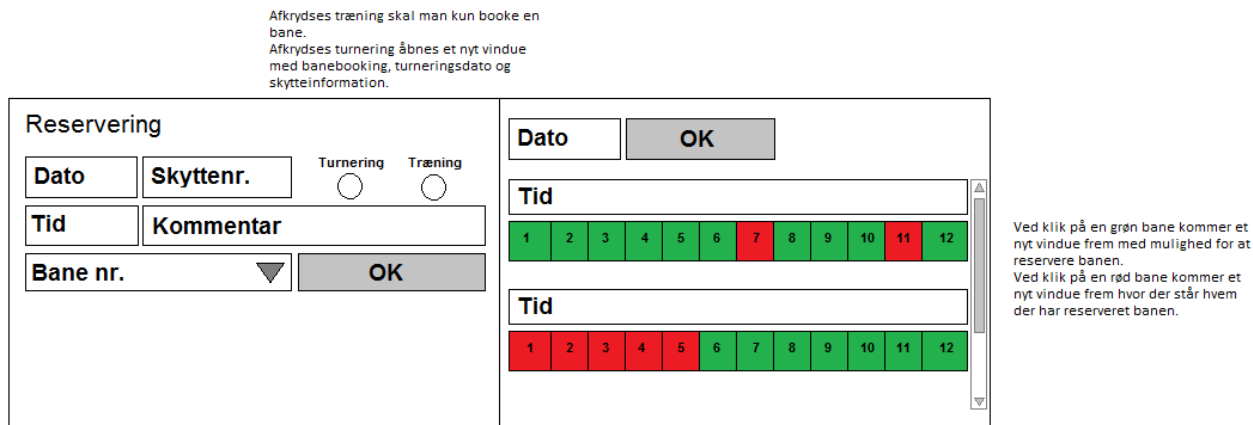 Afkrydses træning skal man kun booke en
bane.
Afkrydses turnering åbnes et nyt vindue
med banebooking, turneringsdato og
skytteinformation.
Reservering
Dato
Skyttenr.
Turnering
Træning
Tid
Kommentar
Bane nr.
OK
Dato
OK
Tid
1 2 3 4 5 6 7 8 9 10 11 12
Tid
1 2 3 4 5 6 7 8 9 10 11 12
Ved klik på en grøn bane kommer et
nyt vindue frem med mulighed for at
reservere banen.
Ved klik på en rød bane kommer et
nyt vindue frem hvor der står hvem
der har reserveret banen.